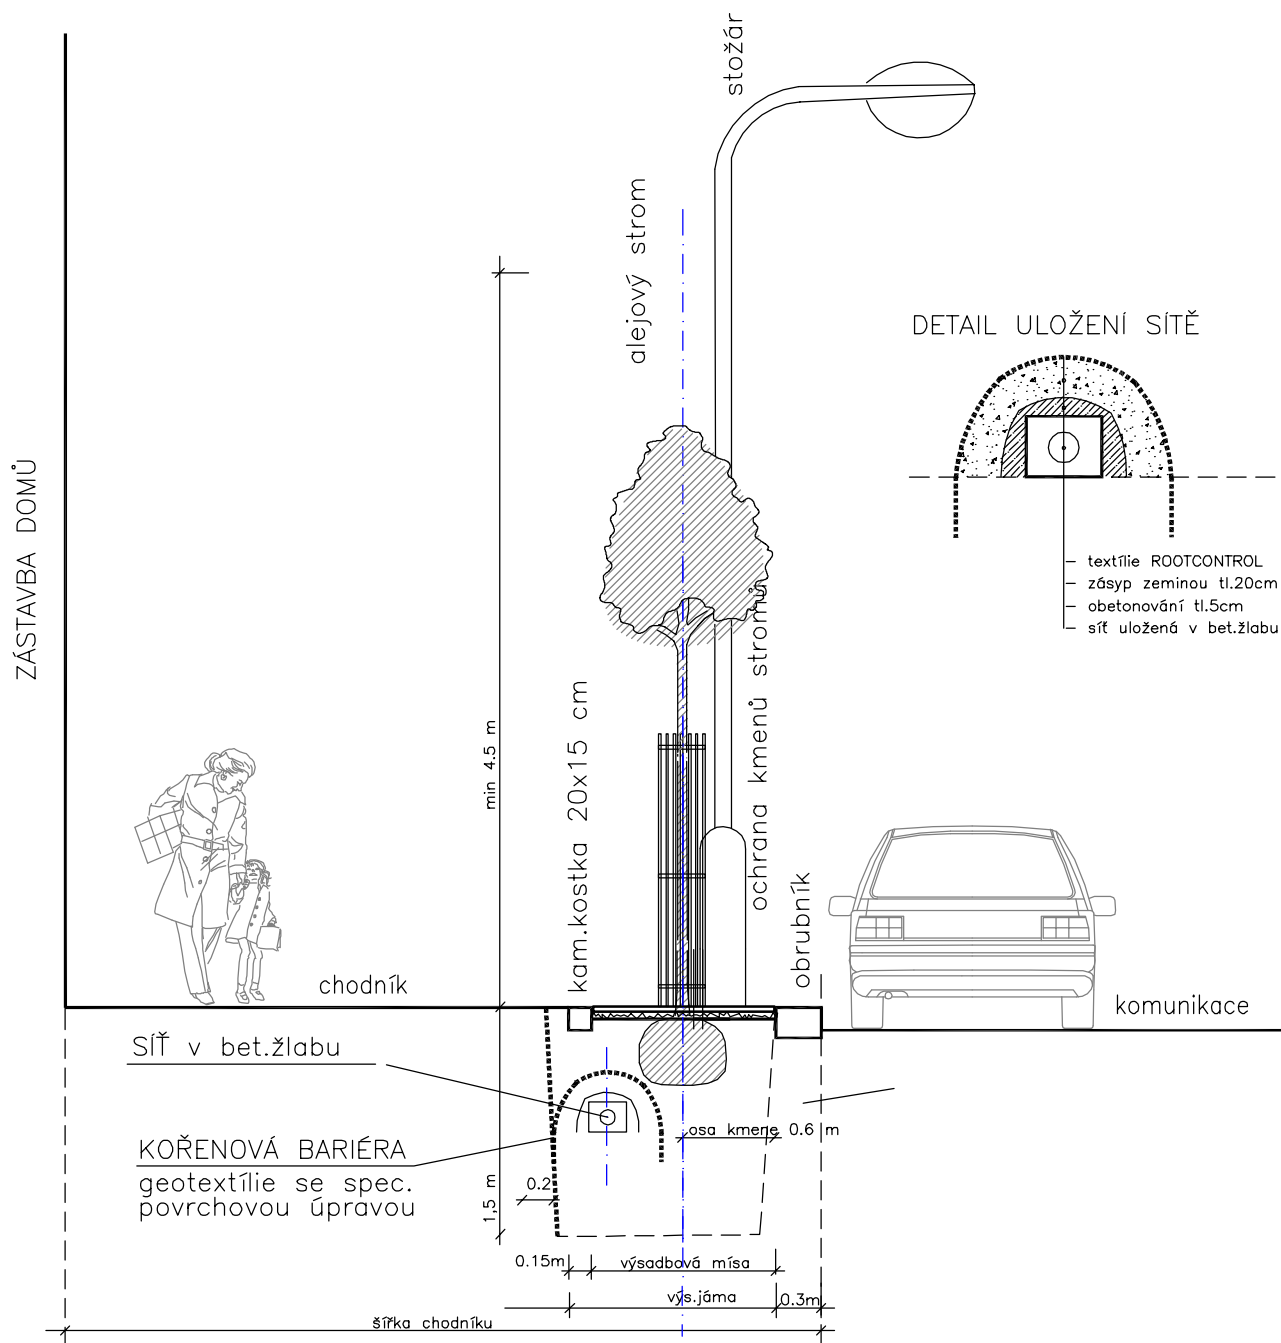 stožár
alejový strom
DETAIL ULOŽENÍ SÍTĚ
ZÁSTAVBA DOMŮ
textílie ROOTCONTROL
zásyp zeminou tl.20cm
obetonování tl.5cm
síť uložená v bet.žlabu
min 4.5 m
kam.kostka 20x15 cm
ochrana kmenů stromů
obrubník
chodník
komunikace
SÍŤ v bet.žlabu
osa kmene 0.6 m
KOŘENOVÁ BARIÉRA
geotextílie se spec.
povrchovou úpravou
0.2
1,5 m
0.15m
výsadbová mísa
výs.jáma
0.3m
šířka chodníku